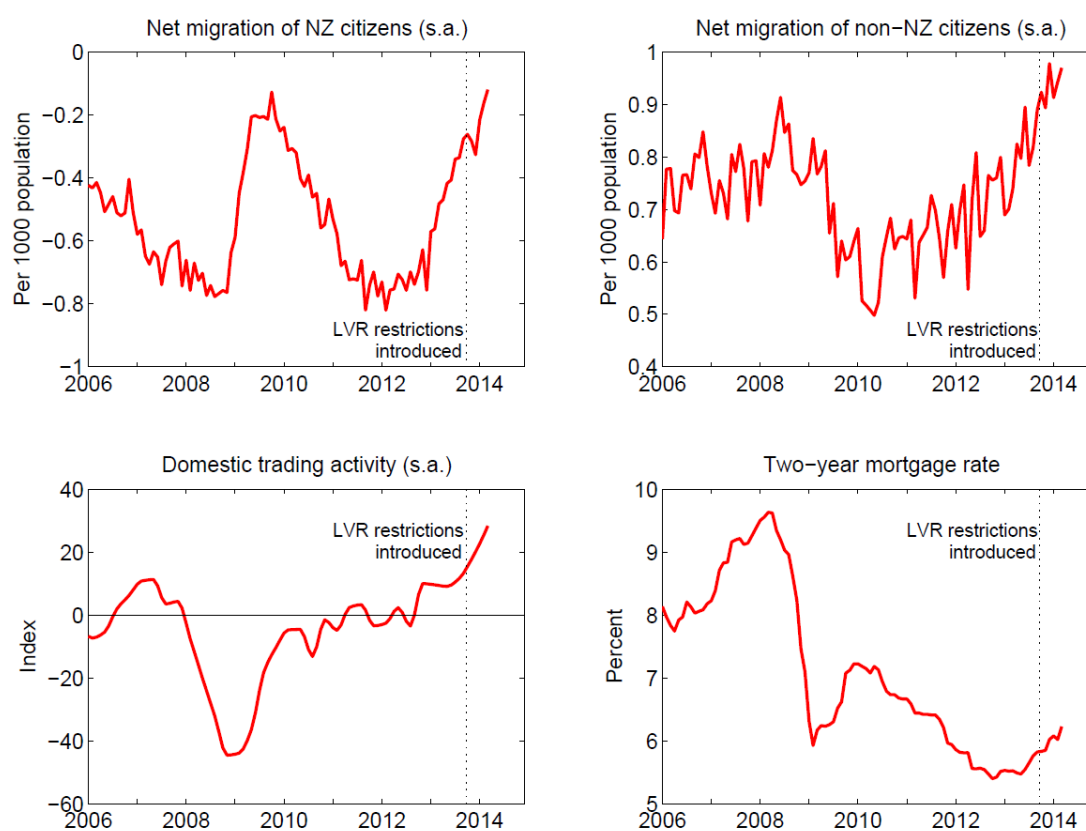 Net migration of NZ citizens (s.a.)
Per 1000 population
0
−0.2
−0.4
−0.6
−0.8
−1
LVR restrictions
introduced
2006 2008 2010 2012 2014
Net migration of non−NZ citizens (s.a.)
Per 1000 population
1
0.9
0.8
0.7
0.6
0.5
0.4
LVR restrictions
introduced
2006 2008 2010 2012 2014
Domestic trading activity (s.a.)
Index
40
20
0
−20
−40
−60
LVR restrictions
introduced
2006 2008 2010 2012 2014
Two−year mortgage rate
Percent
10
9
8
7
6
5
LVR restrictions
introduced
2006 2008 2010 2012 2014